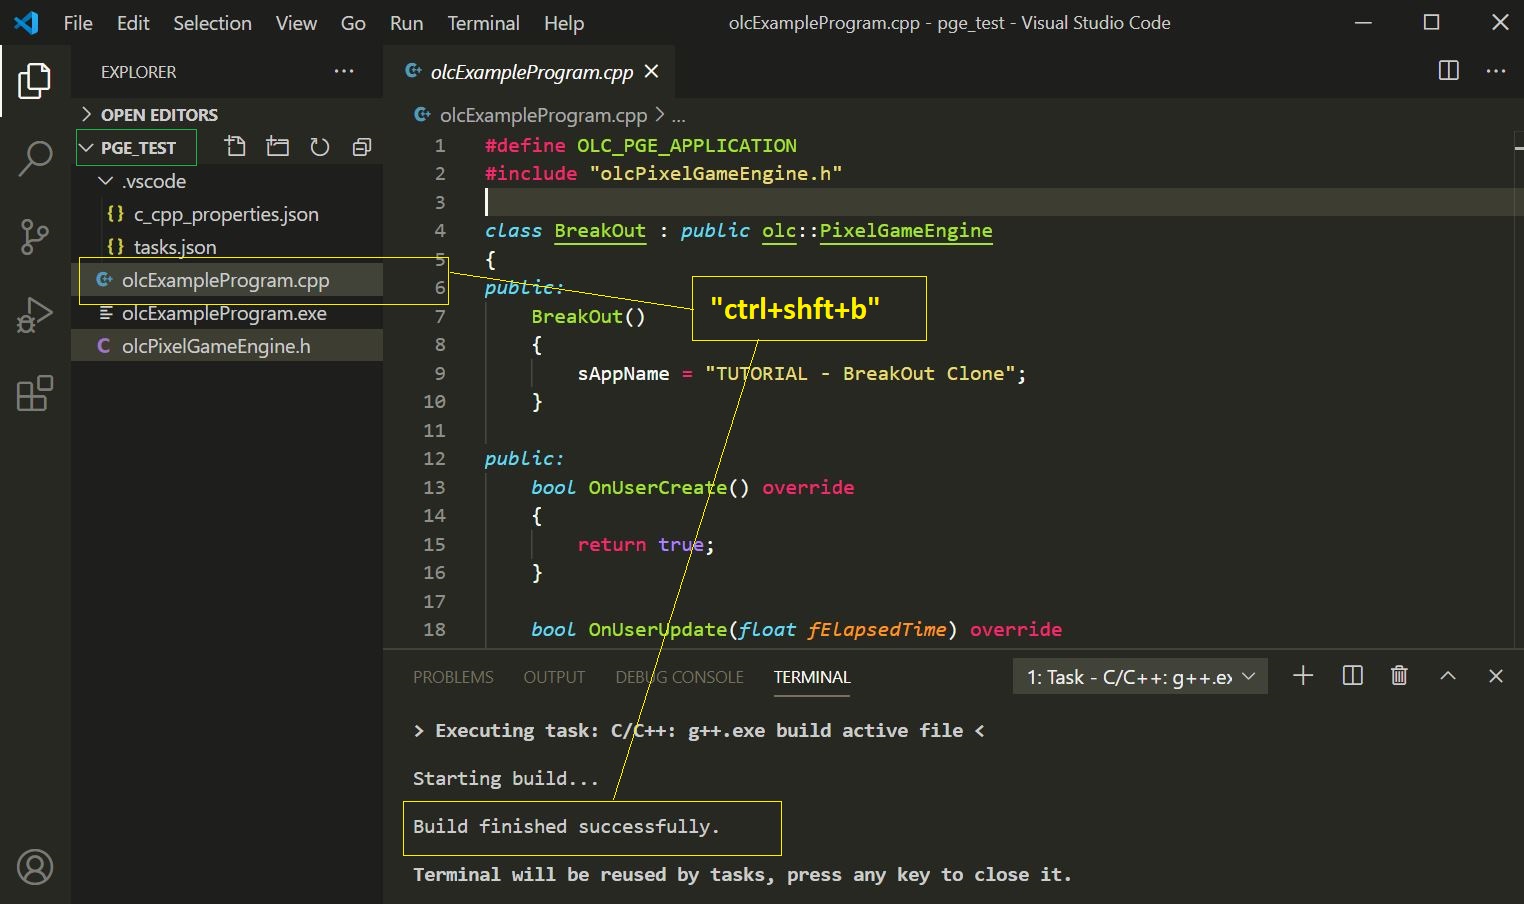 File Edit Selection View Go Run Terminal Help olcExampleProgram.cpp - pge_test - Visual Studio Code
EXPLORER
OPEN EDITORS
PGE_TEST
.vscode
{} c_cpp_properties.json
{} tasks.json
olcExampleProgram.cpp
olcExampleProgram.exe
C olcPixelGameEngine.h
olcExampleProgram.cpp
olcExampleProgram.cpp > ...
1 #define OLC_PGE_APPLICATION
2 #include "olcPixelGameEngine.h"
3
4 class BreakOut : public olc::PixelGameEngine
5 {
6 public:
7 BreakOut()
8 {
9 sAppName = "TUTORIAL - BreakOut Clone";
10 }
11
12 public:
13 bool OnUserCreate() override
14 {
15 return true;
16 }
17
18 bool OnUserUpdate(float fElapsedTime) override
"ctrl+shft+b"
PROBLEMS OUTPUT DEBUG CONSOLE TERMINAL 1: Task - C/C++: g++.ex
> Executing task: C/C++: g++.exe build active file <
Starting build...
Build finished successfully.
Terminal will be reused by tasks, press any key to close it.